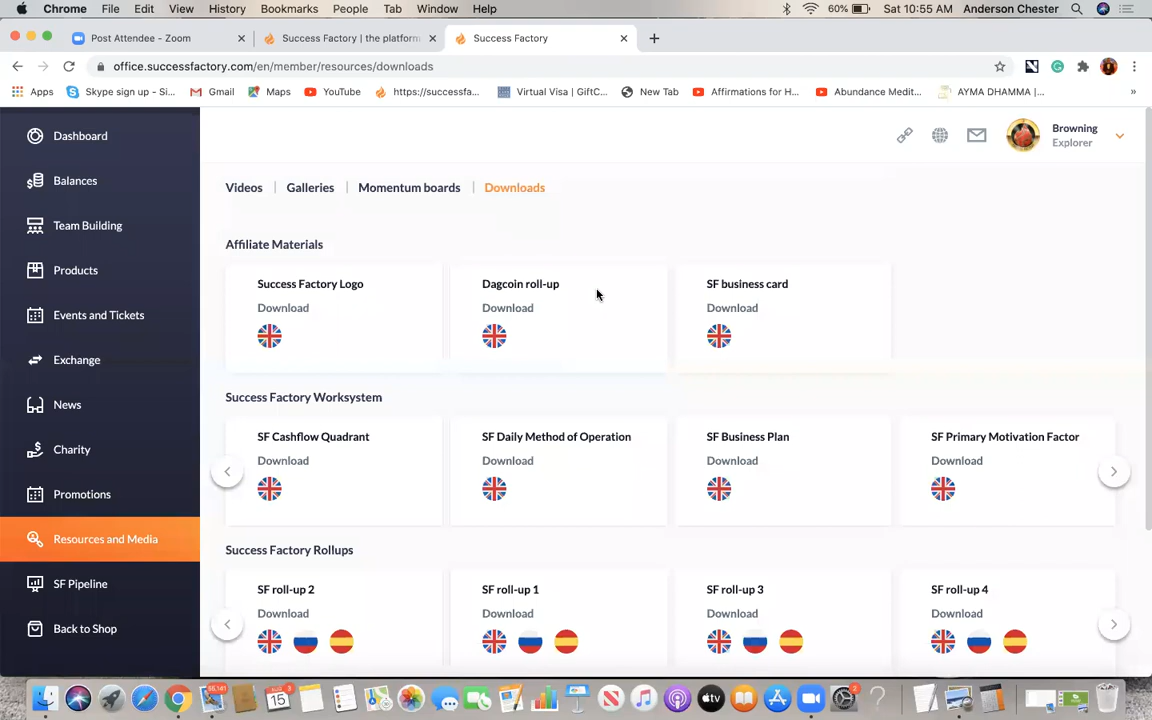 Chrome File Edit View History Bookmarks People Tab Window Help 60% Sat 10:55 AM Anderson Chester
Post Attendee - Zoom Success Factory | the platform Success Factory
office.successfactory.com/en/member/resources/downloads
Apps Skype sign up - Si... Gmail Maps YouTube https://successfa... Virtual Visa | GiftC... New Tab Affirmations for H... Abundance Medit... AYMA DHAMMA |... »
Dashboard
Balances
Team Building
Products
Events and Tickets
Exchange
News
Charity
Promotions
Resources and Media
SF Pipeline
Back to Shop
Browning
Explorer
Videos | Galleries | Momentum boards | Downloads
Affiliate Materials
Success Factory Logo Dagcoin roll-up SF business card
Download Download Download
Success Factory Worksystem
SF Cashflow Quadrant SF Daily Method of Operation SF Business Plan SF Primary Motivation Factor
Download Download Download Download
Success Factory Rollups
SF roll-up 2 SF roll-up 1 SF roll-up 3 SF roll-up 4
Download Download Download Download
15
tv